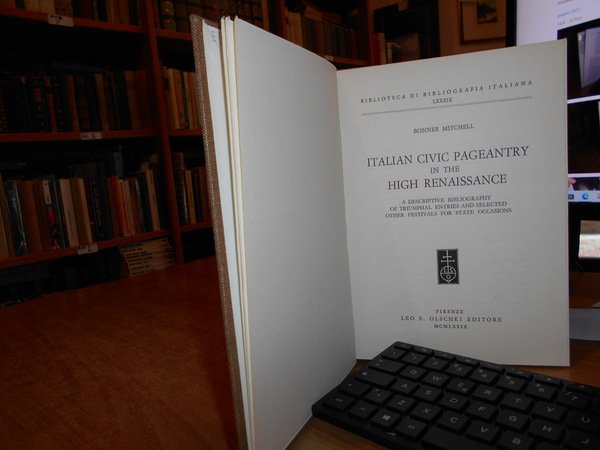 BIBLIOTECA DI BIBLIOGRAFIA ITALIANA
LXXXIX
BONNER MITCHELL
ITALIAN CIVIC PAGEANTRY
IN THE
HIGH RENAISSANCE
A DESCRIPTIVE BIBLIOGRAPHY
OF TRIUMPHAL ENTRIES AND SELECTED
OTHER FESTIVALS FOR STATE OCCASIONS
FIRENZE
LEO S. OLSCHKI EDITORE
MCMLXXIX